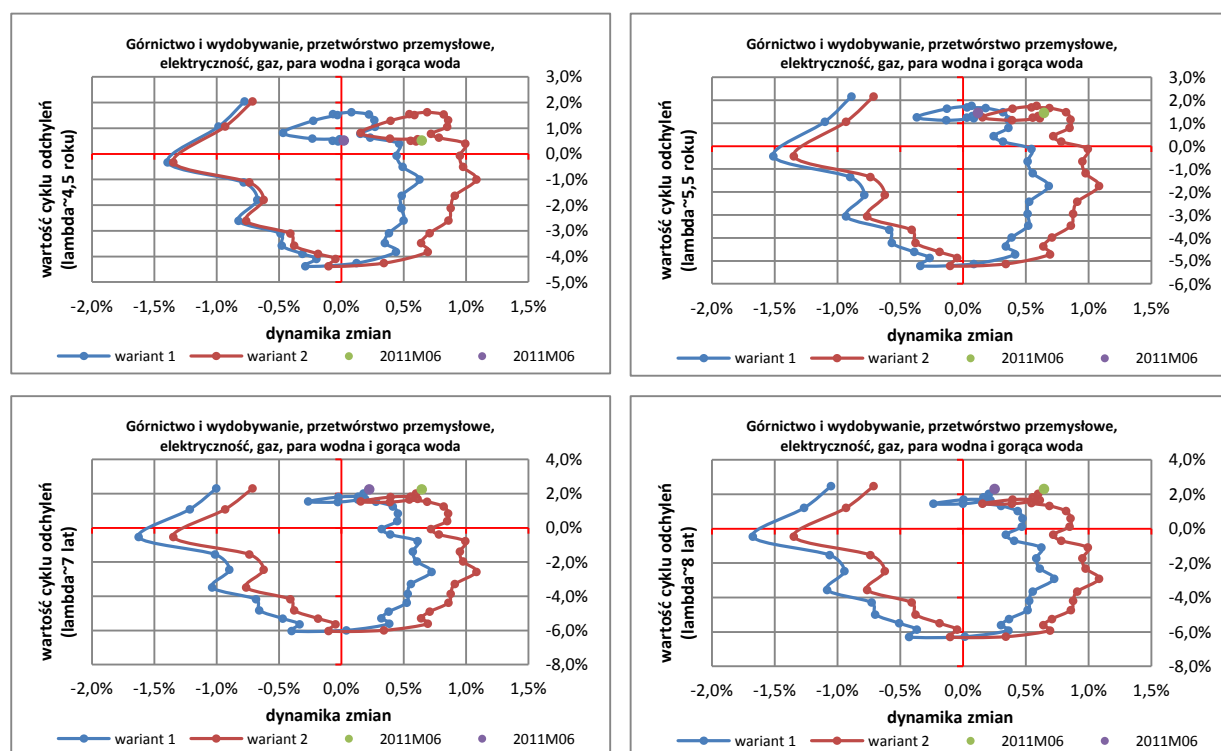 Górnictwo i wydobywanie, przetwórstwo przemysłowe,
elektryczność, gaz, para wodna i gorąca woda
3,0%
2,0%
1,0%
0,0%
-1,0%
-2,0%
-3,0%
-4,0%
-5,0%
wartość cyklu odchyleń
(lambda~4,5 roku)
-2,0% -1,5% -1,0% -0,5% 0,0% 0,5% 1,0% 1,5%
dynamika zmian
wariant 1 wariant 2 2011M06 2011M06
Górnictwo i wydobywanie, przetwórstwo przemysłowe,
elektryczność, gaz, para wodna i gorąca woda
3,0%
2,0%
1,0%
0,0%
-1,0%
-2,0%
-3,0%
-4,0%
-5,0%
-6,0%
wartość cyklu odchyleń
(lambda~5,5 roku)
-2,0% -1,5% -1,0% -0,5% 0,0% 0,5% 1,0% 1,5%
dynamika zmian
wariant 1 wariant 2 2011M06 2011M06
Górnictwo i wydobywanie, przetwórstwo przemysłowe,
elektryczność, gaz, para wodna i gorąca woda
4,0%
2,0%
0,0%
-2,0%
-4,0%
-6,0%
-8,0%
wartość cyklu odchyleń
(lambda~7 lat)
-2,0% -1,5% -1,0% -0,5% 0,0% 0,5% 1,0% 1,5%
dynamika zmian
wariant 1 wariant 2 2011M06 2011M06
Górnictwo i wydobywanie, przetwórstwo przemysłowe,
elektryczność, gaz, para wodna i gorąca woda
4,0%
2,0%
0,0%
-2,0%
-4,0%
-6,0%
-8,0%
wartość cyklu odchyleń
(lambda~8 lat)
-2,0% -1,5% -1,0% -0,5% 0,0% 0,5% 1,0% 1,5%
dynamika zmian
wariant 1 wariant 2 2011M06 2011M06